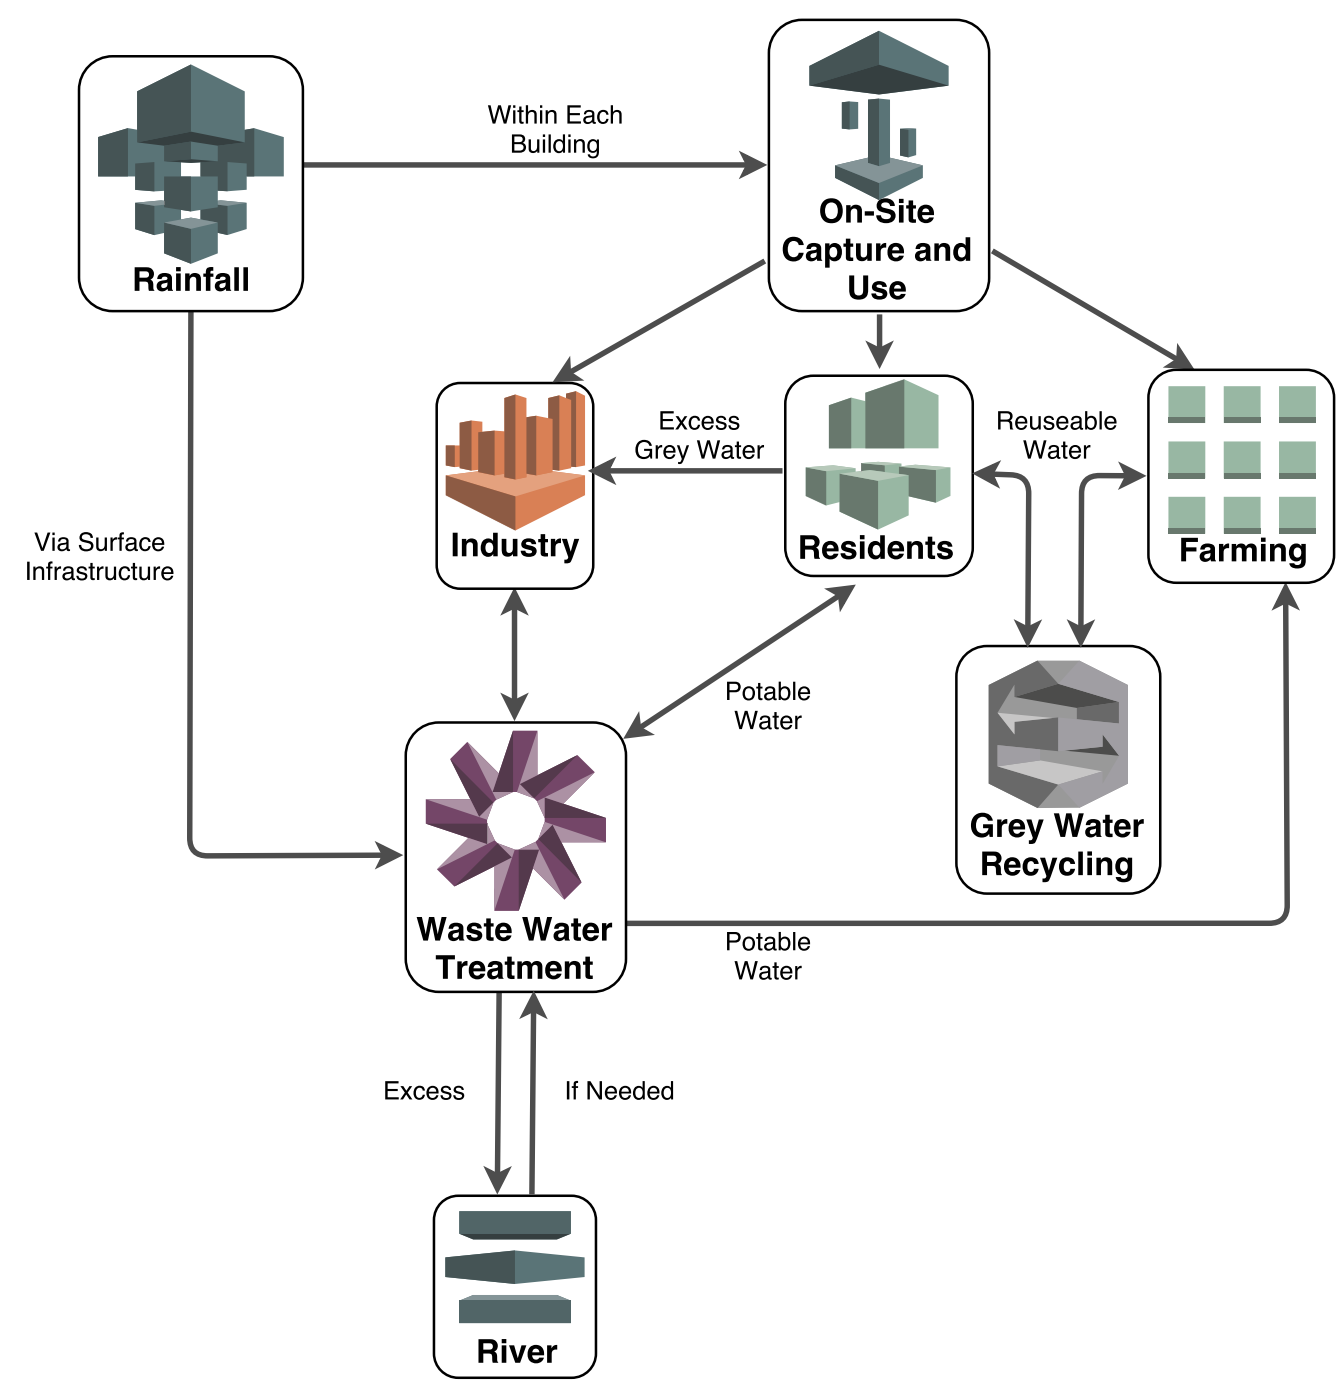 Within Each
Building
Rainfall
On-Site
Capture and
Use
Excess
Grey Water
Reuseable
Water
Industry
Residents
Farming
Via Surface
Infrastructure
Potable
Water
Grey Water
Recycling
Waste Water
Treatment
Potable
Water
Excess
If Needed
River